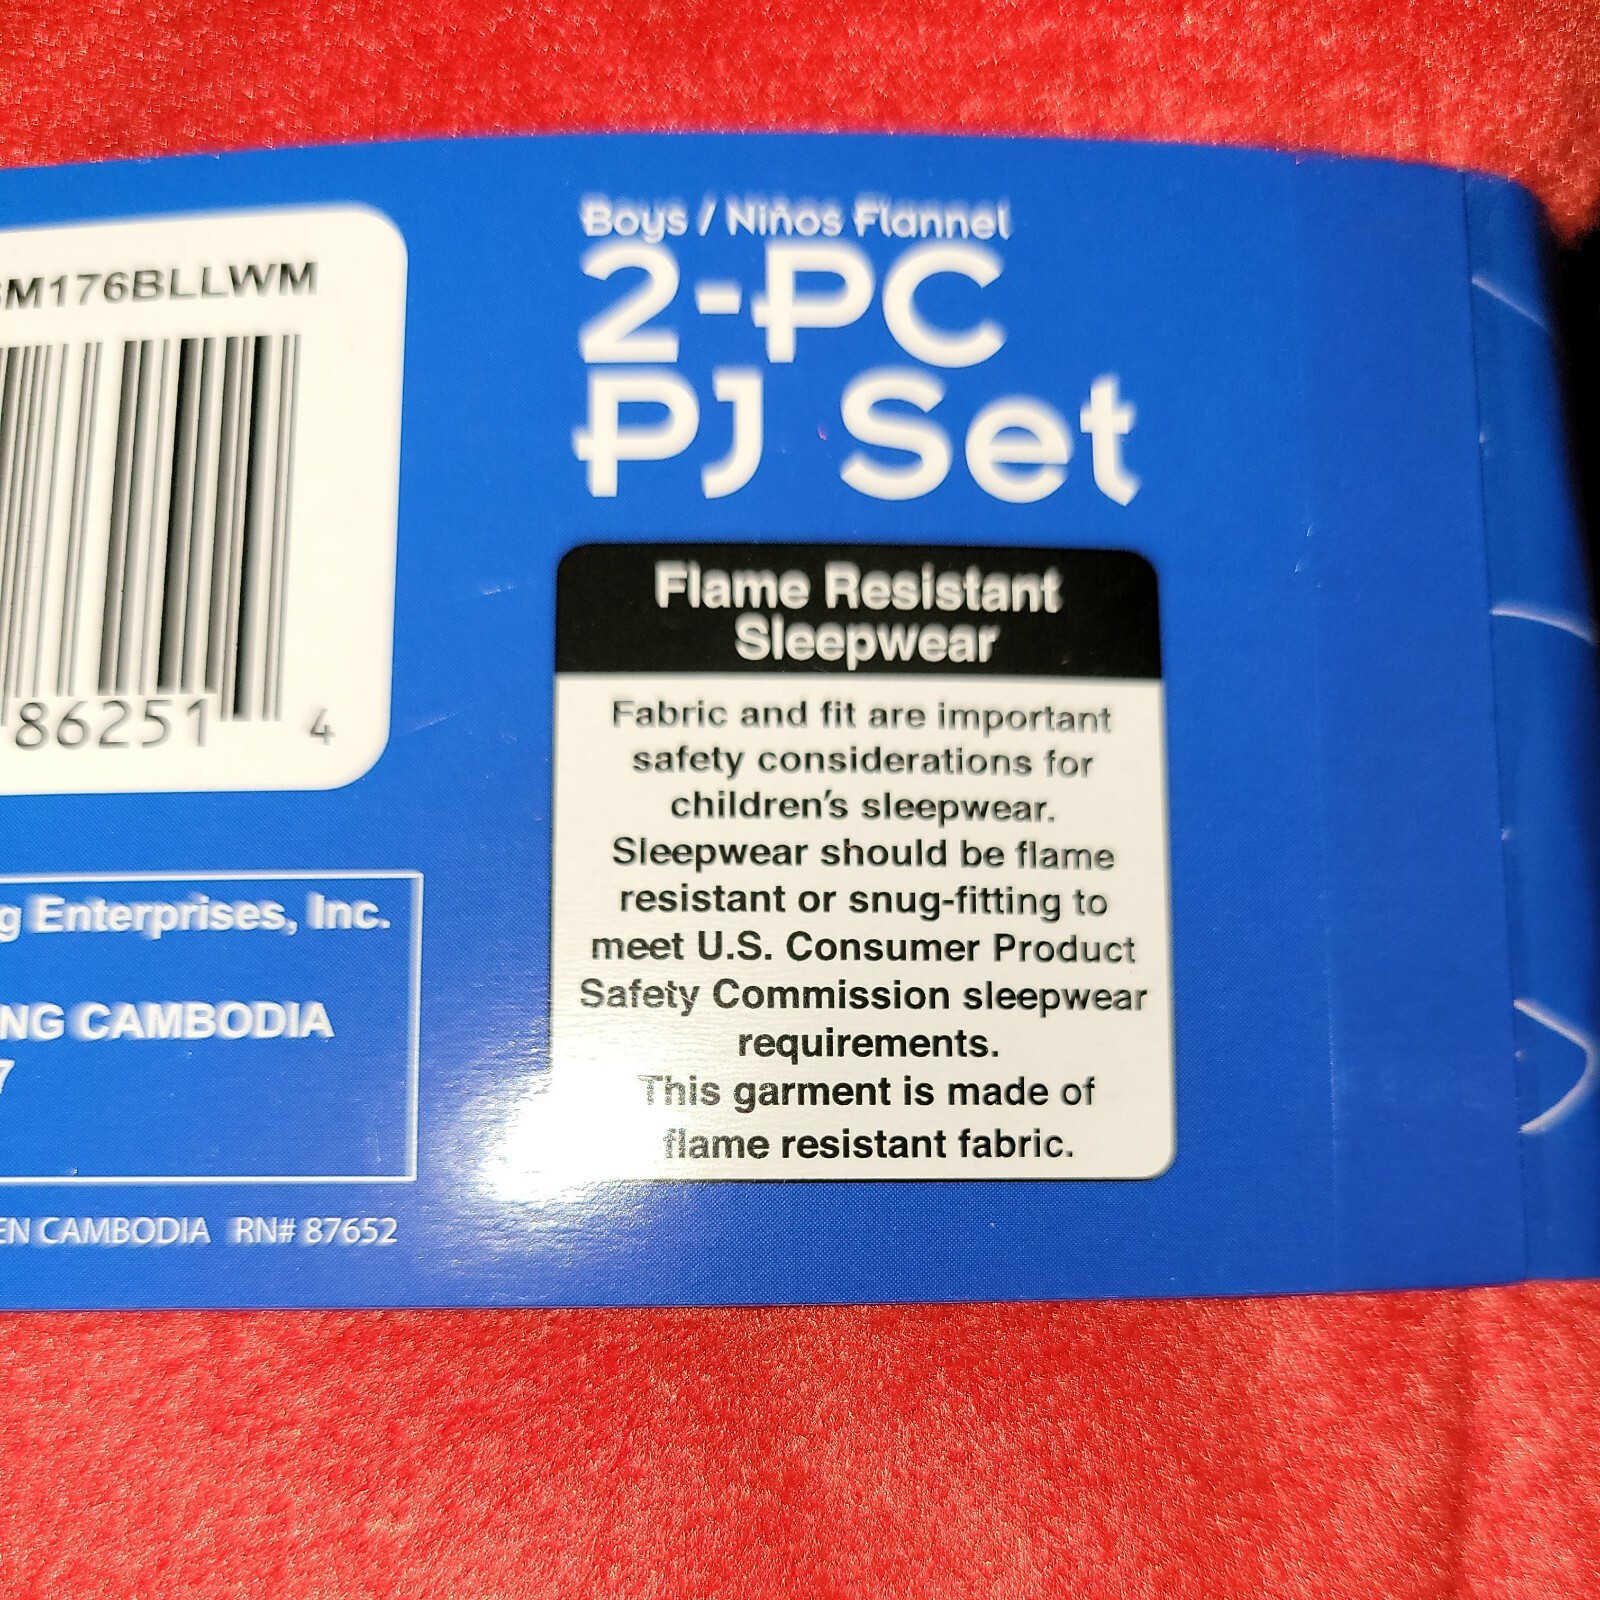 M176BLLWM
86251 4
g Enterprises, Inc.
NG CAMBODIA
7
EN CAMBODIA RN# 87652
Boys / Niños Flannel
2-PC
PJ Set
Flame Resistant
Sleepwear
Fabric and fit are important
safety considerations for
children's sleepwear.
Sleepwear should be flame
resistant or snug-fitting to
meet U.S. Consumer Product
Safety Commission sleepwear
requirements.
This garment is made of
flame resistant fabric.